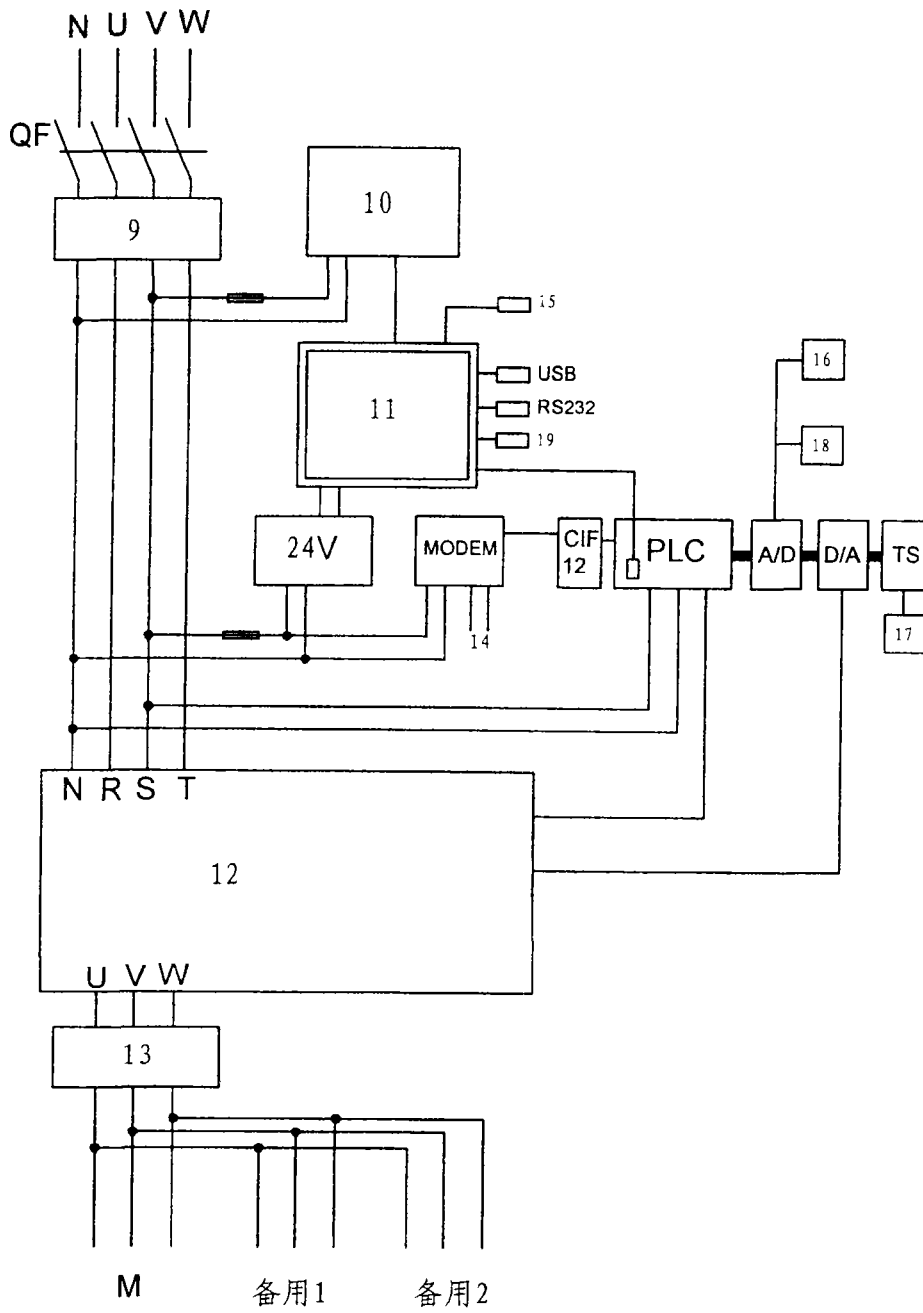 N U V W
QF
9
10
15
11
USB
RS232
19
16
18
24V
MODEM
CIF
12
PLC
A/D
D/A
TS
14
17
N R S T
12
U V W
13
M
备用1
备用2